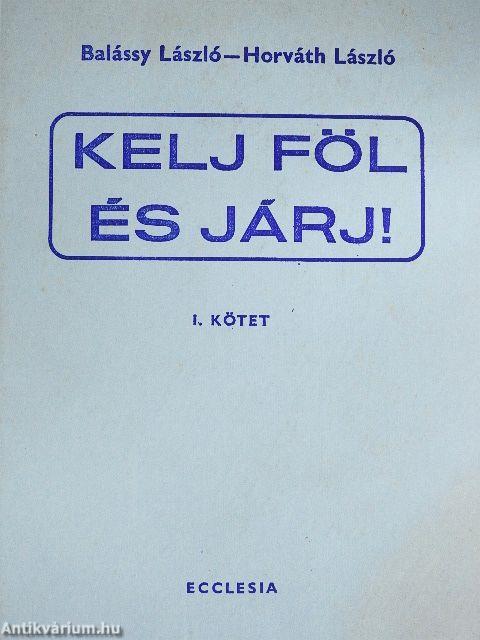 Balássy László—Horváth László
KELJ FÖL
ÉS JÁRJ!
I. KÖTET
ECCLESIA
Antikvárium.hu